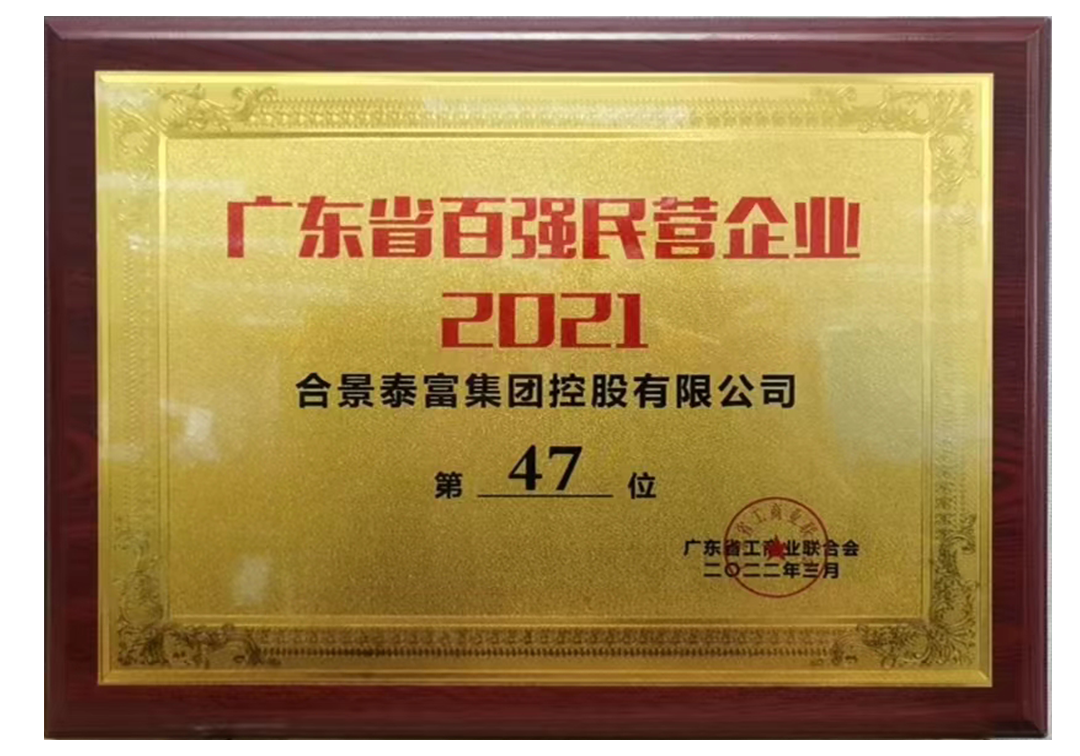 广东省百强民营企业
2021
合景泰富集团控股有限公司
第 47 位
广东省工商业联合会
二〇二二年三月